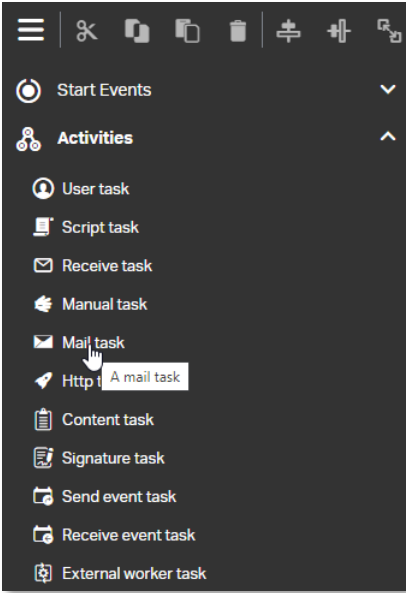 Start Events
Activities
User task
Script task
Receive task
Manual task
Mail task
A mail task
Http t
Content task
Signature task
Send event task
Receive event task
External worker task